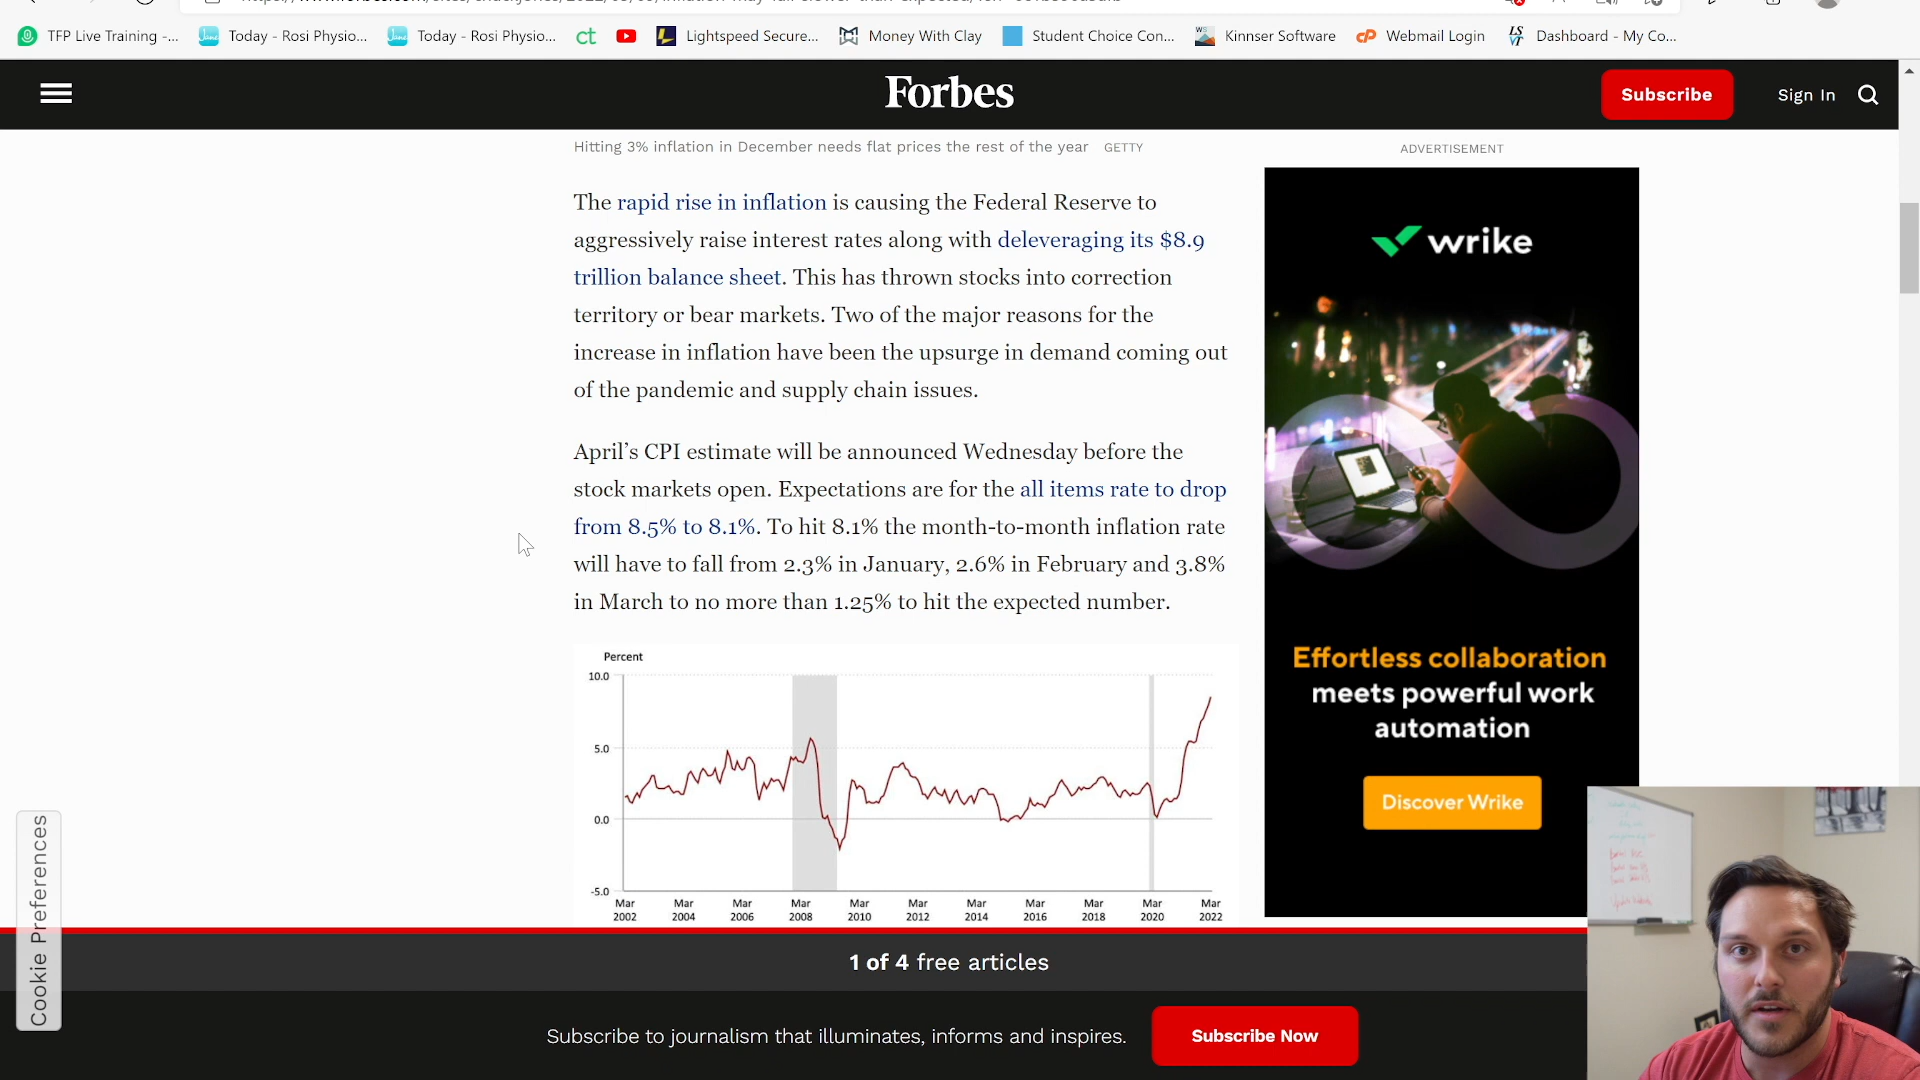 TFP Live Training -...
Today - Rosi Physio...
Today - Rosi Physio...
ct
Lightspeed Secure...
Money With Clay
Student Choice Con...
Kinnser Software
Webmail Login
Dashboard - My Co...
Forbes
Subscribe
Sign In
Hitting 3% inflation in December needs flat prices the rest of the year GETTY
The rapid rise in inflation is causing the Federal Reserve to
aggressively raise interest rates along with deleveraging its $8.9
trillion balance sheet. This has thrown stocks into correction
territory or bear markets. Two of the major reasons for the
increase in inflation have been the upsurge in demand coming out
of the pandemic and supply chain issues.
April’s CPI estimate will be announced Wednesday before the
stock markets open. Expectations are for the all items rate to drop
from 8.5% to 8.1%. To hit 8.1% the month-to-month inflation rate
will have to fall from 2.3% in January, 2.6% in February and 3.8%
in March to no more than 1.25% to hit the expected number.
Percent
10.0
5.0
0.0
-5.0
Mar 2002
Mar 2004
Mar 2006
Mar 2008
Mar 2010
Mar 2012
Mar 2014
Mar 2016
Mar 2018
Mar 2020
Mar 2022
ADVERTISEMENT
wrike
Effortless collaboration
meets powerful work
automation
Discover Wrike
Cookie Preferences
1 of 4 free articles
Subscribe to journalism that illuminates, informs and inspires.
Subscribe Now